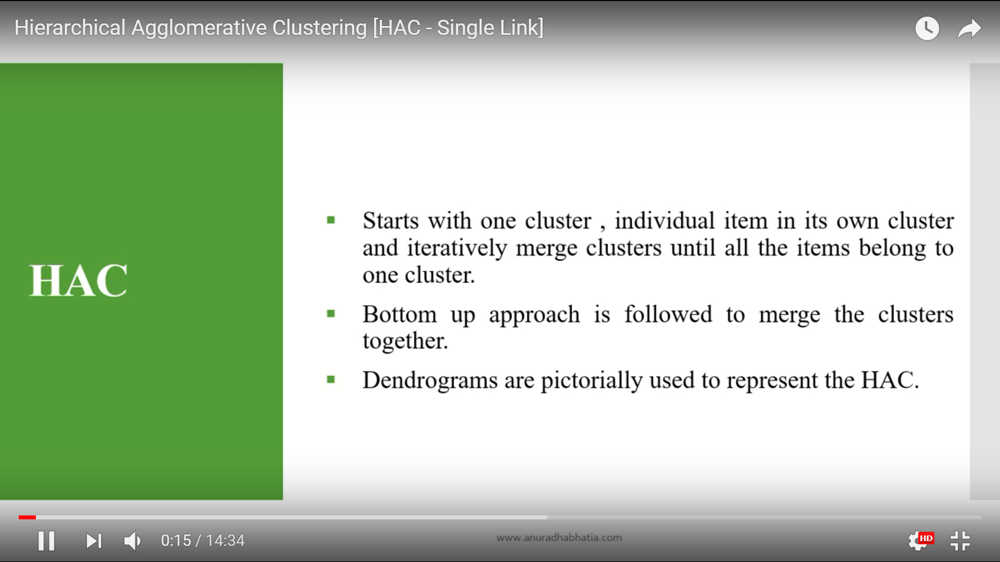 Hierarchical Agglomerative Clustering [HAC - Single Link]
HAC
Starts with one cluster , individual item in its own cluster
and iteratively merge clusters until all the items belong to
one cluster.
Bottom up approach is followed to merge the clusters
together.
Dendrograms are pictorially used to represent the HAC.
0:15 / 14:34
www.anuradhabhatia.com
HD